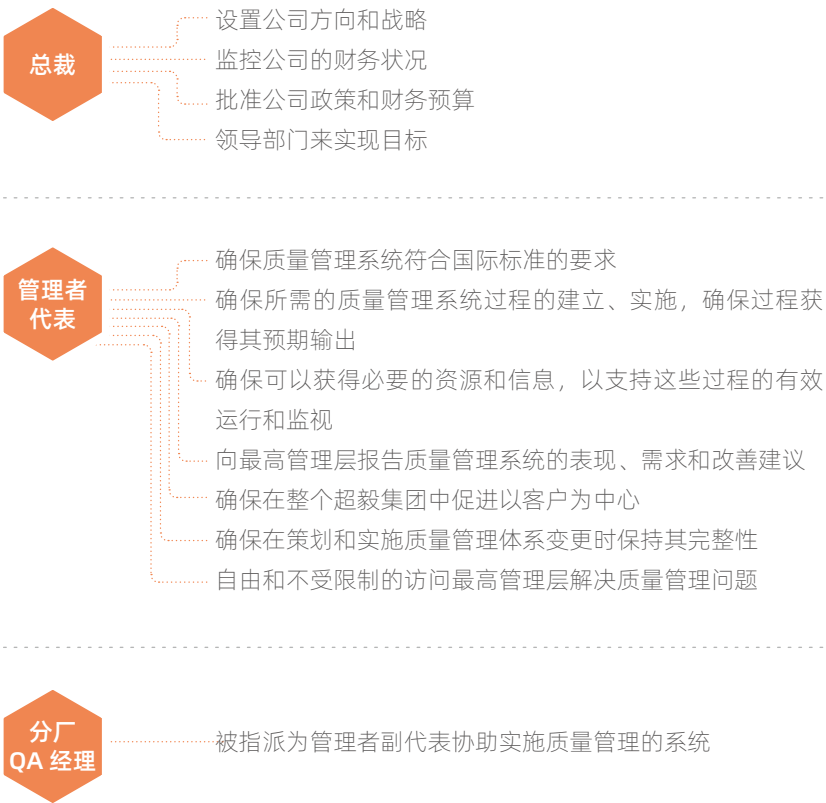 总裁
设置公司方向和战略
监控公司的财务状况
批准公司政策和财务预算
领导部门来实现目标
管理者
代表
确保质量管理系统符合国际标准的要求
确保所需的质量管理系统过程的建立、实施，确保过程获
得其预期输出
确保可以获得必要的资源和信息，以支持这些过程的有效
运行和监视
向最高管理层报告质量管理系统的表现、需求和改善建议
确保在整个超毅集团中促进以客户为中心
确保在策划和实施质量管理体系变更时保持其完整性
自由和不受限制的访问最高管理层解决质量管理问题
分厂
QA 经理
被指派为管理者副代表协助实施质量管理的系统